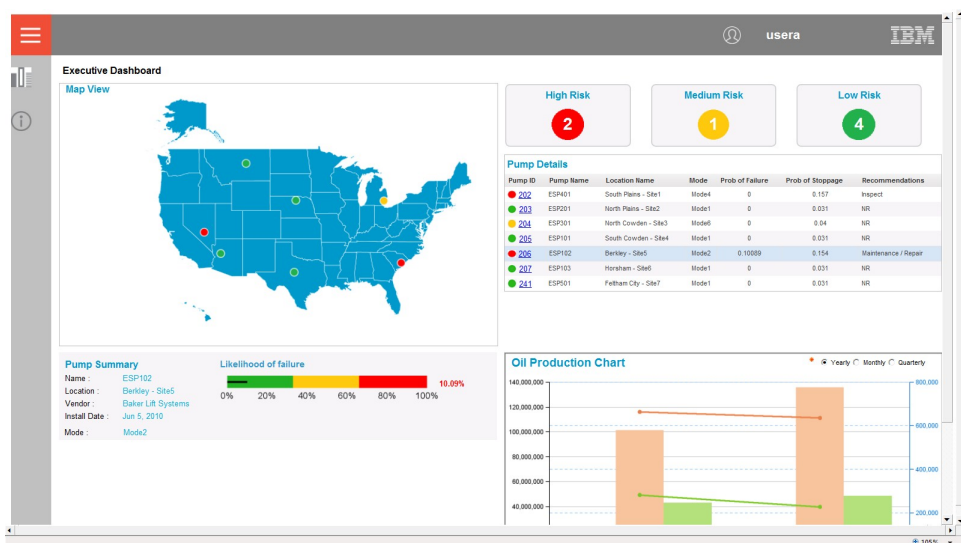 usera
IBM
Executive Dashboard
Map View
High Risk
Medium Risk
Low Risk
2
1
4
Pump Details
Pump ID Pump Name Location Name Mode Prob of Failure Prob of Stoppage Recommendations
202 ESP401 South Plains - Site1 Mode4 0 0.157 Inspect
203 ESP201 North Plains - Site2 Mode1 0 0.031 NR
204 ESP301 North Cowden - Site3 Mode6 0 0.04 NR
205 ESP101 South Cowden - Site4 Mode1 0 0.031 NR
206 ESP102 Berkley - Site5 Mode2 0.10089 0.154 Maintenance / Repair
207 ESP103 Horsham - Site6 Mode1 0 0.031 NR
241 ESP501 Feltham City - Site7 Mode1 0 0.031 NR
Pump Summary
Name : ESP102
Location : Berkley - Site5
Vendor : Baker Lift Systems
Install Date : Jun 5, 2010
Mode : Mode2
Likelihood of failure
10.09%
0% 20% 40% 60% 80% 100%
Oil Production Chart
* Yearly Monthly Quarterly
140,000,000
120,000,000
100,000,000
80,000,000
60,000,000
40,000,000
800,000
600,000
400,000
200,000
105%